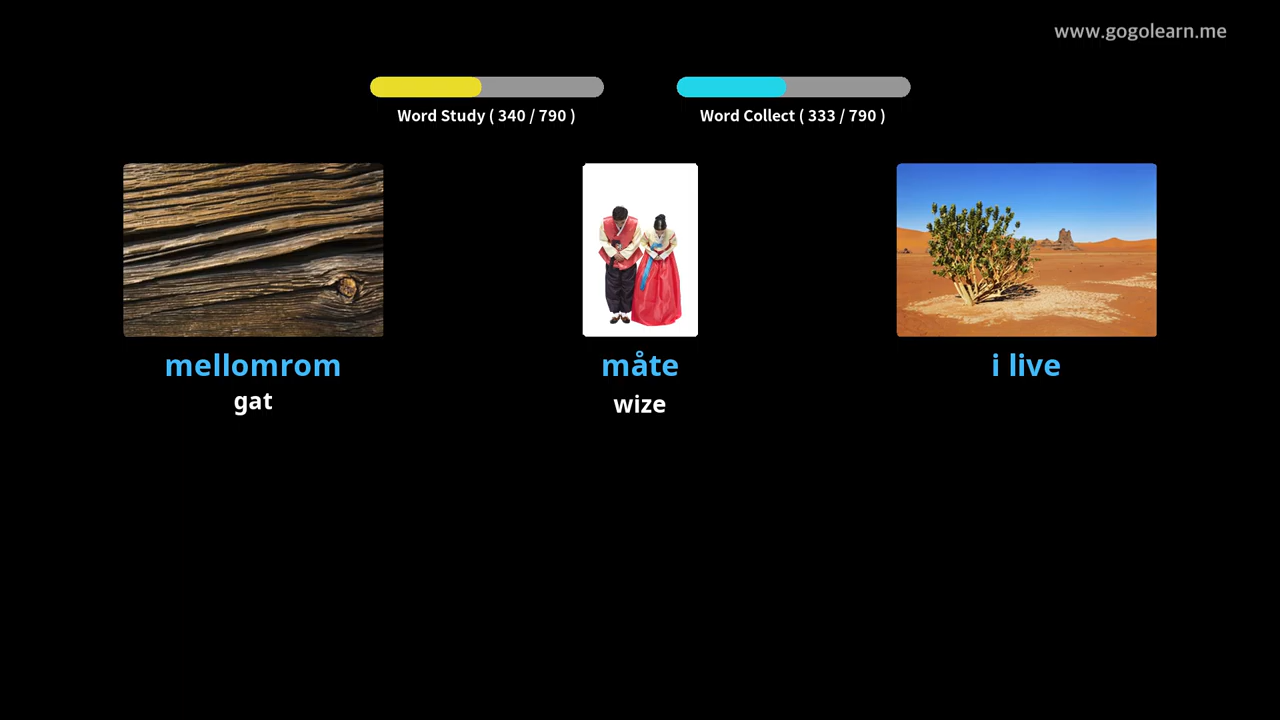 www.gogolearn.me
Word Study ( 340 / 790 )
Word Collect ( 333 / 790 )
mellomrom
måte
i live
gat
wize